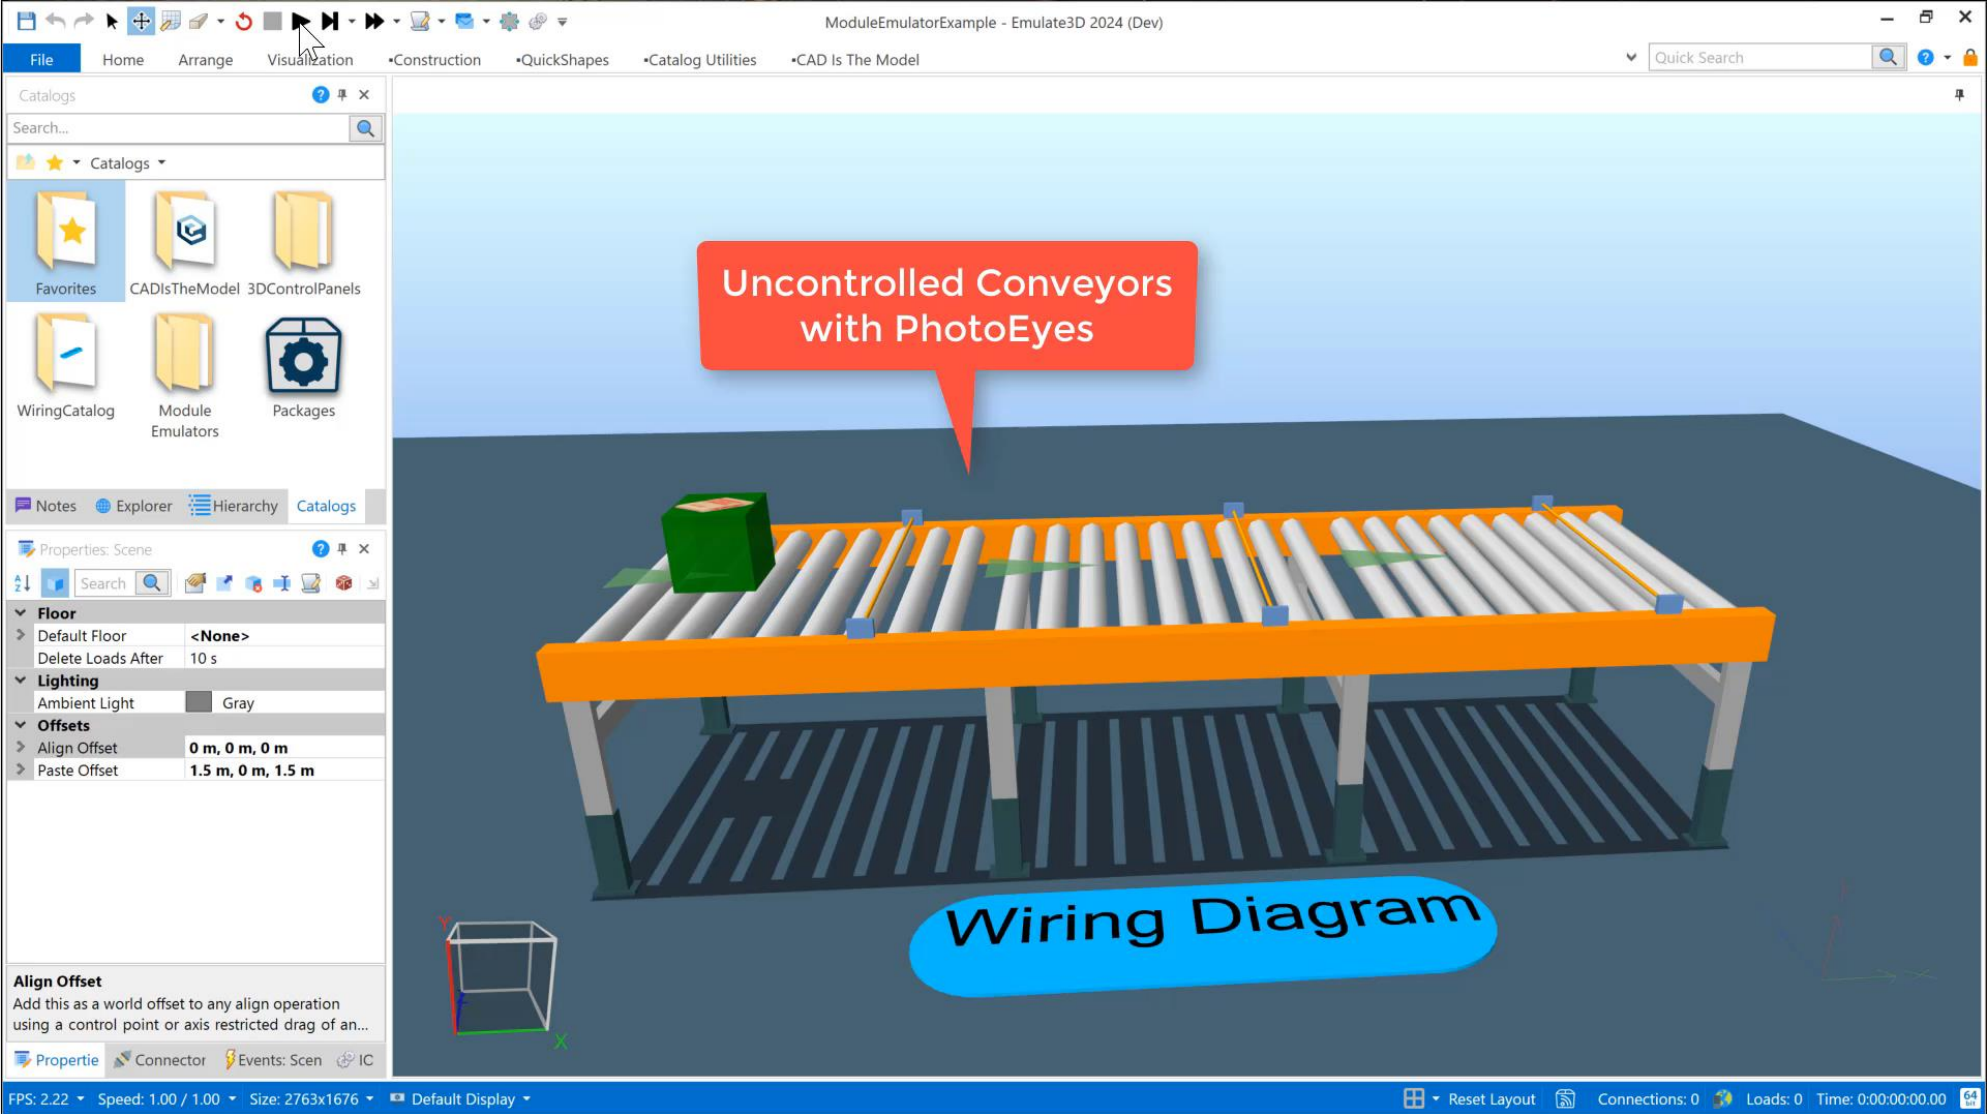 ModuleEmulatorExample - Emulate3D 2024 (Dev)
File
Home
Arrange
Visualization
•Construction
•QuickShapes
•Catalog Utilities
•CAD Is The Model
Quick Search
Catalogs
Search...
Catalogs
Favorites
CADIsTheModel
3DControlPanels
WiringCatalog
Module
Emulators
Packages
Notes
Explorer
Hierarchy
Catalogs
Properties: Scene
Search
Floor
Default Floor <None>
Delete Loads After 10 s
Lighting
Ambient Light Gray
Offsets
Align Offset 0 m, 0 m, 0 m
Paste Offset 1.5 m, 0 m, 1.5 m
Align Offset
Add this as a world offset to any align operation
using a control point or axis restricted drag of an...
Propertie
Connector
Events: Scen
IC
Uncontrolled Conveyors
with PhotoEyes
Wiring Diagram
Y
X
FPS: 2.22
Speed: 1.00 / 1.00
Size: 2763x1676
Default Display
Reset Layout
Connections: 0
Loads: 0
Time: 0:00:00:00.00
64
bit